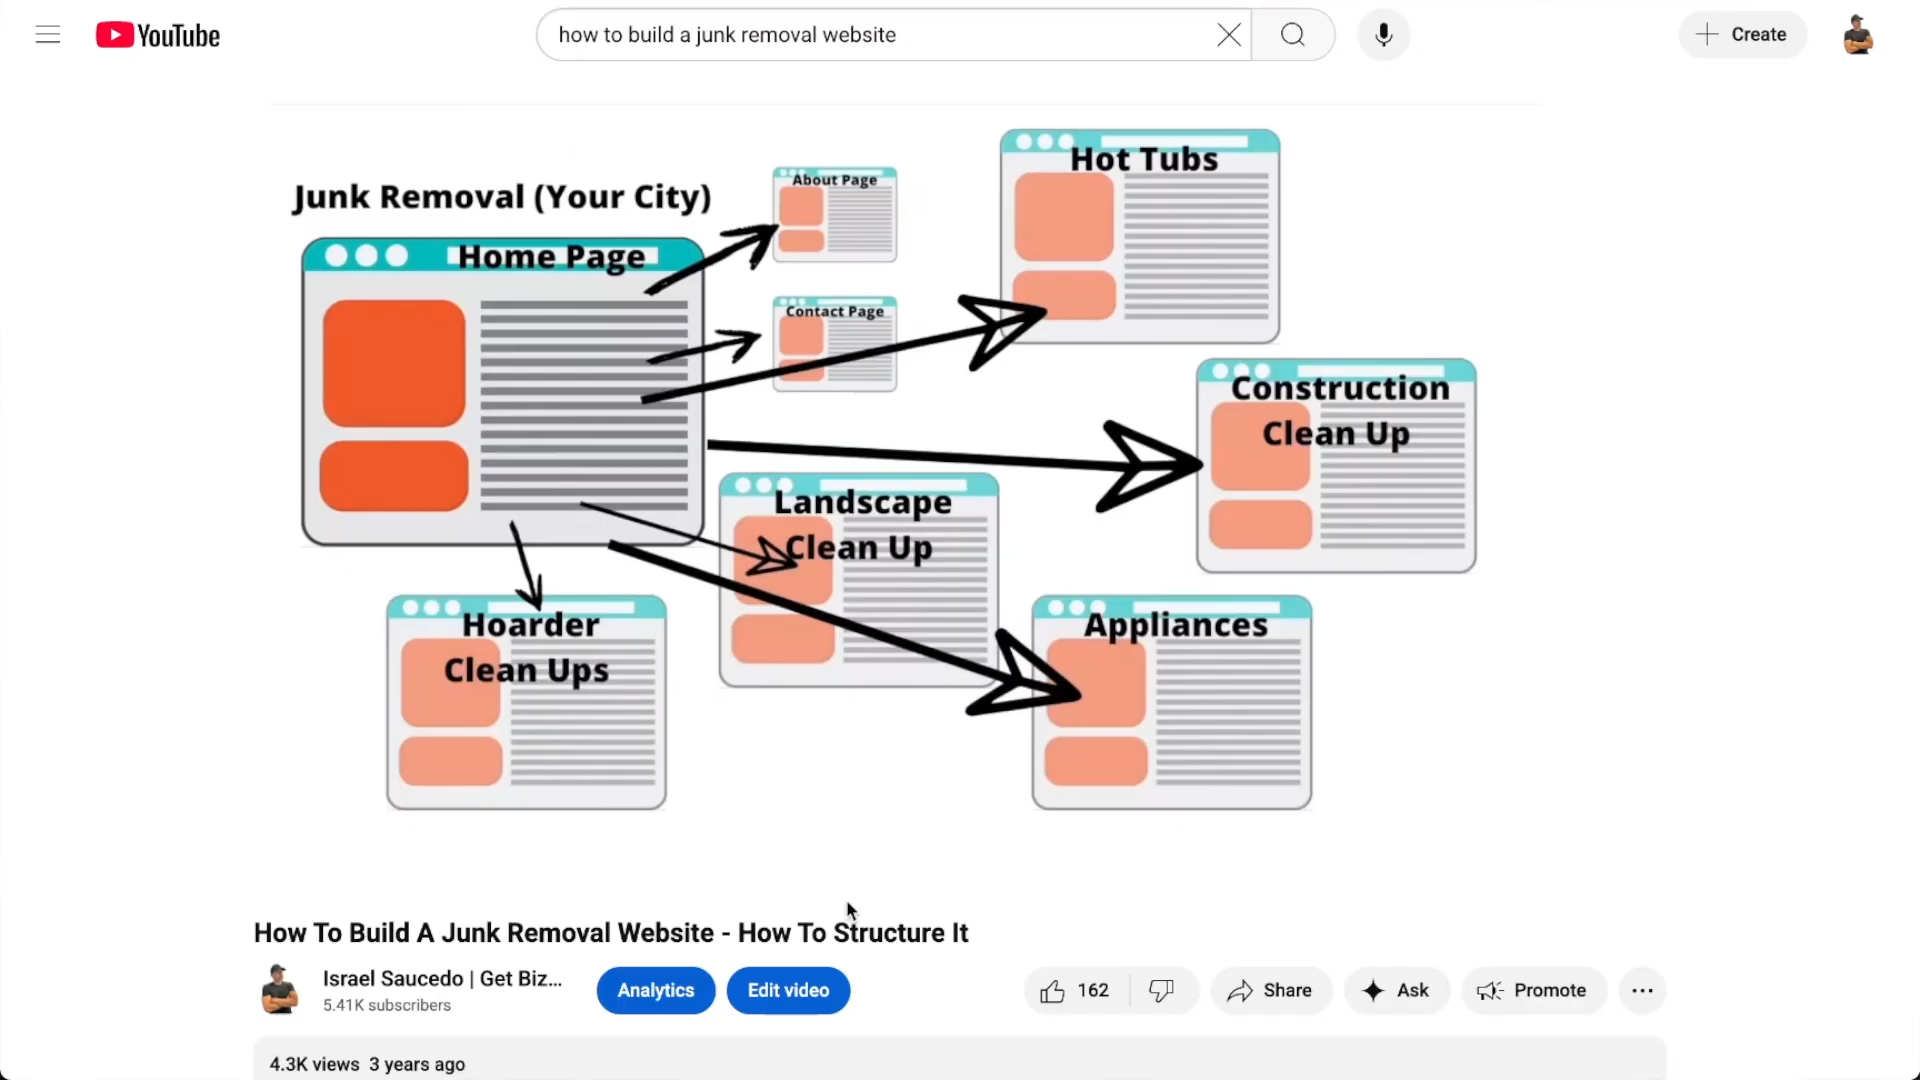 YouTube
how to build a junk removal website
Create
Junk Removal (Your City)
Home Page
About Page
Contact Page
Hot Tubs
Construction
Clean Up
Landscape
Clean Up
Hoarder
Clean Ups
Appliances
How To Build A Junk Removal Website - How To Structure It
Israel Saucedo | Get Biz...
5.41K subscribers
Analytics
Edit video
162
Share
Ask
Promote
4.3K views 3 years ago